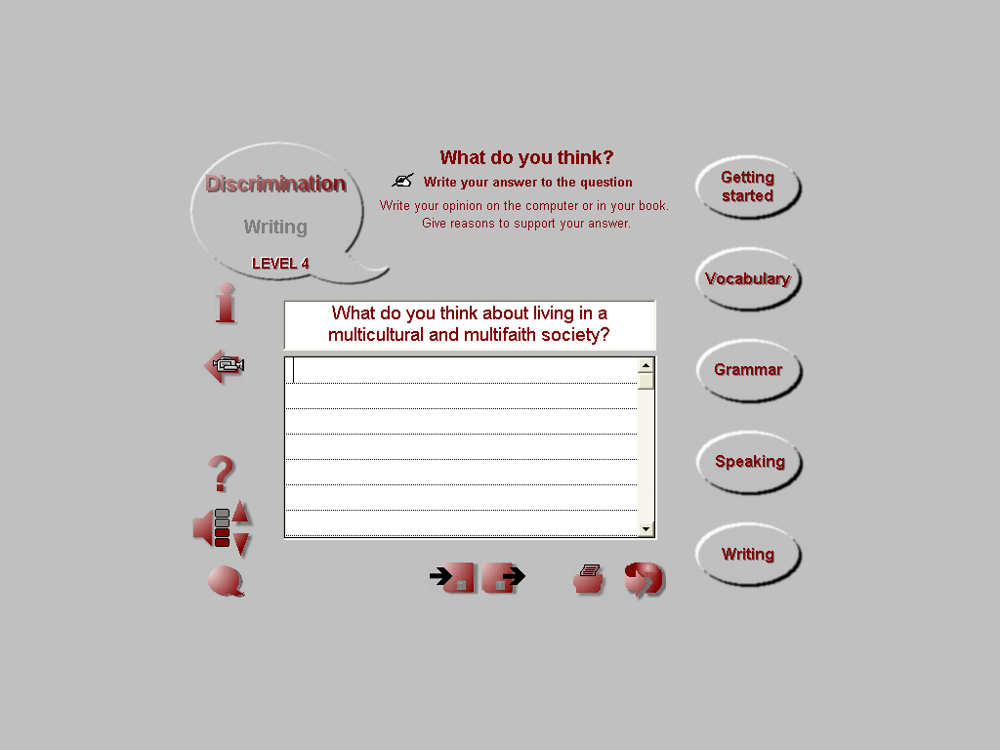 Discrimination
Writing
LEVEL 4
What do you think?
Write your answer to the question
Write your opinion on the computer or in your book.
Give reasons to support your answer.
What do you think about living in a
multicultural and multifaith society?
Getting
started
Vocabulary
Grammar
Speaking
Writing